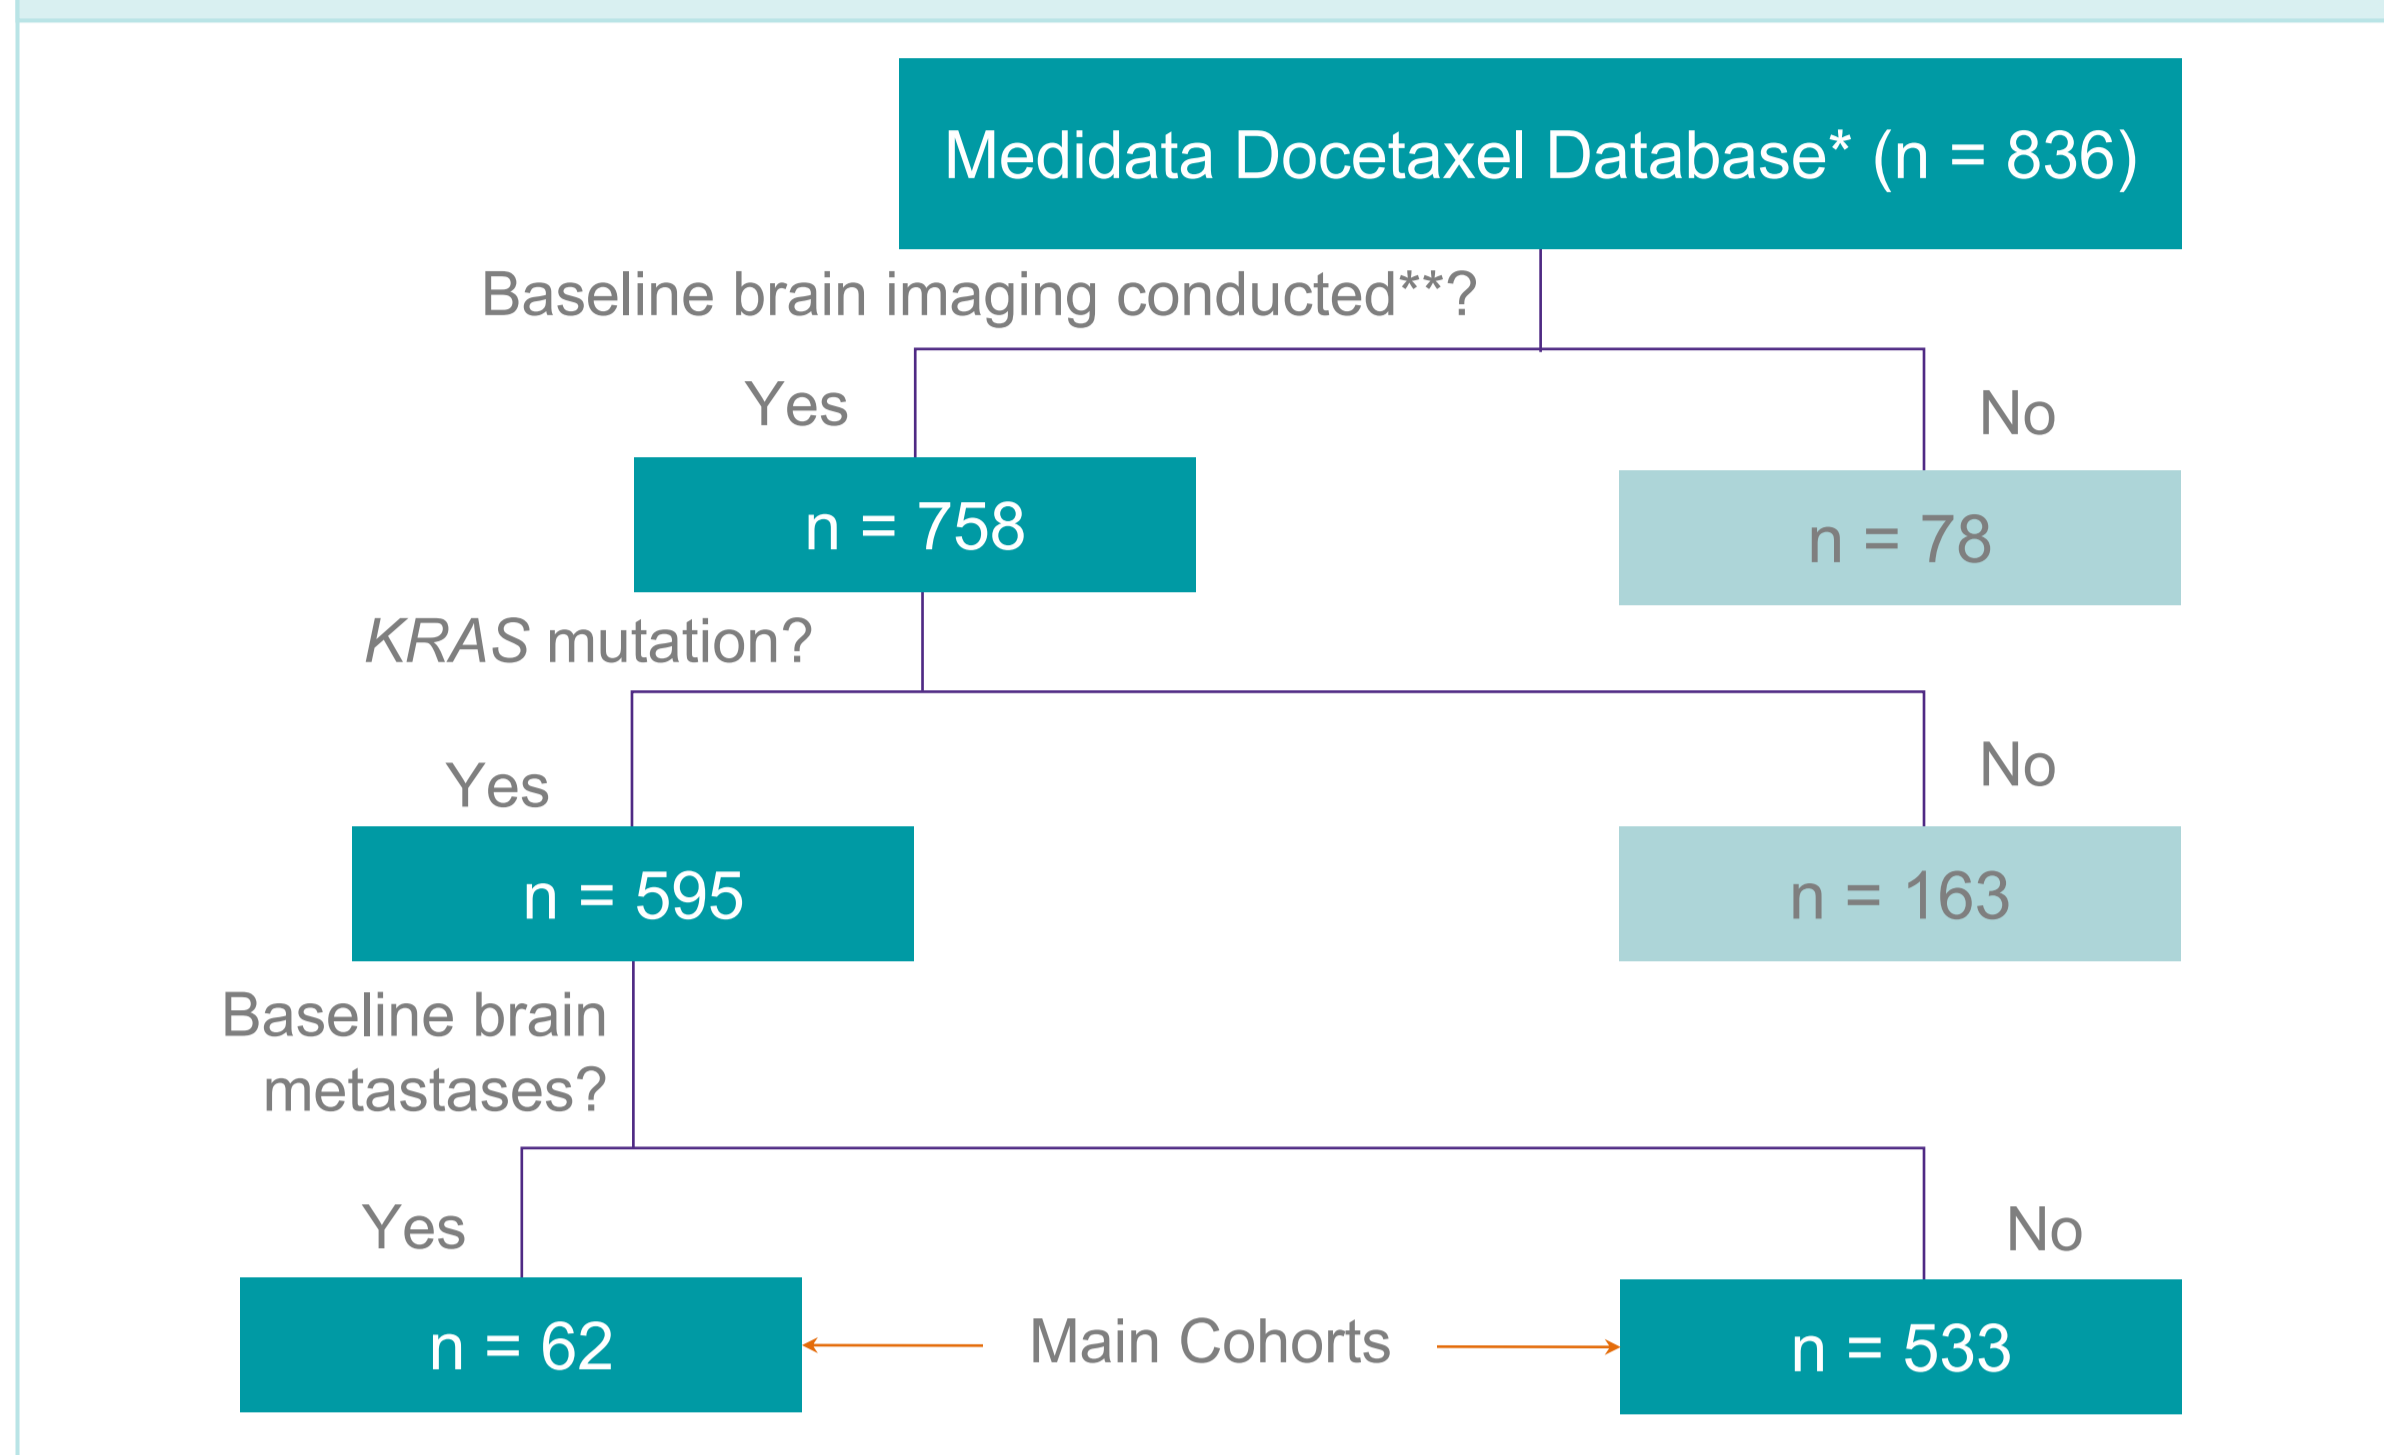 Medidata Docetaxel Database* (n = 836)
Baseline brain imaging conducted**?
Yes
No
n = 758
n = 78
KRAS mutation?
Yes
No
n = 595
n = 163
Baseline brain
metastases?
Yes
No
n = 62
Main Cohorts
n = 533